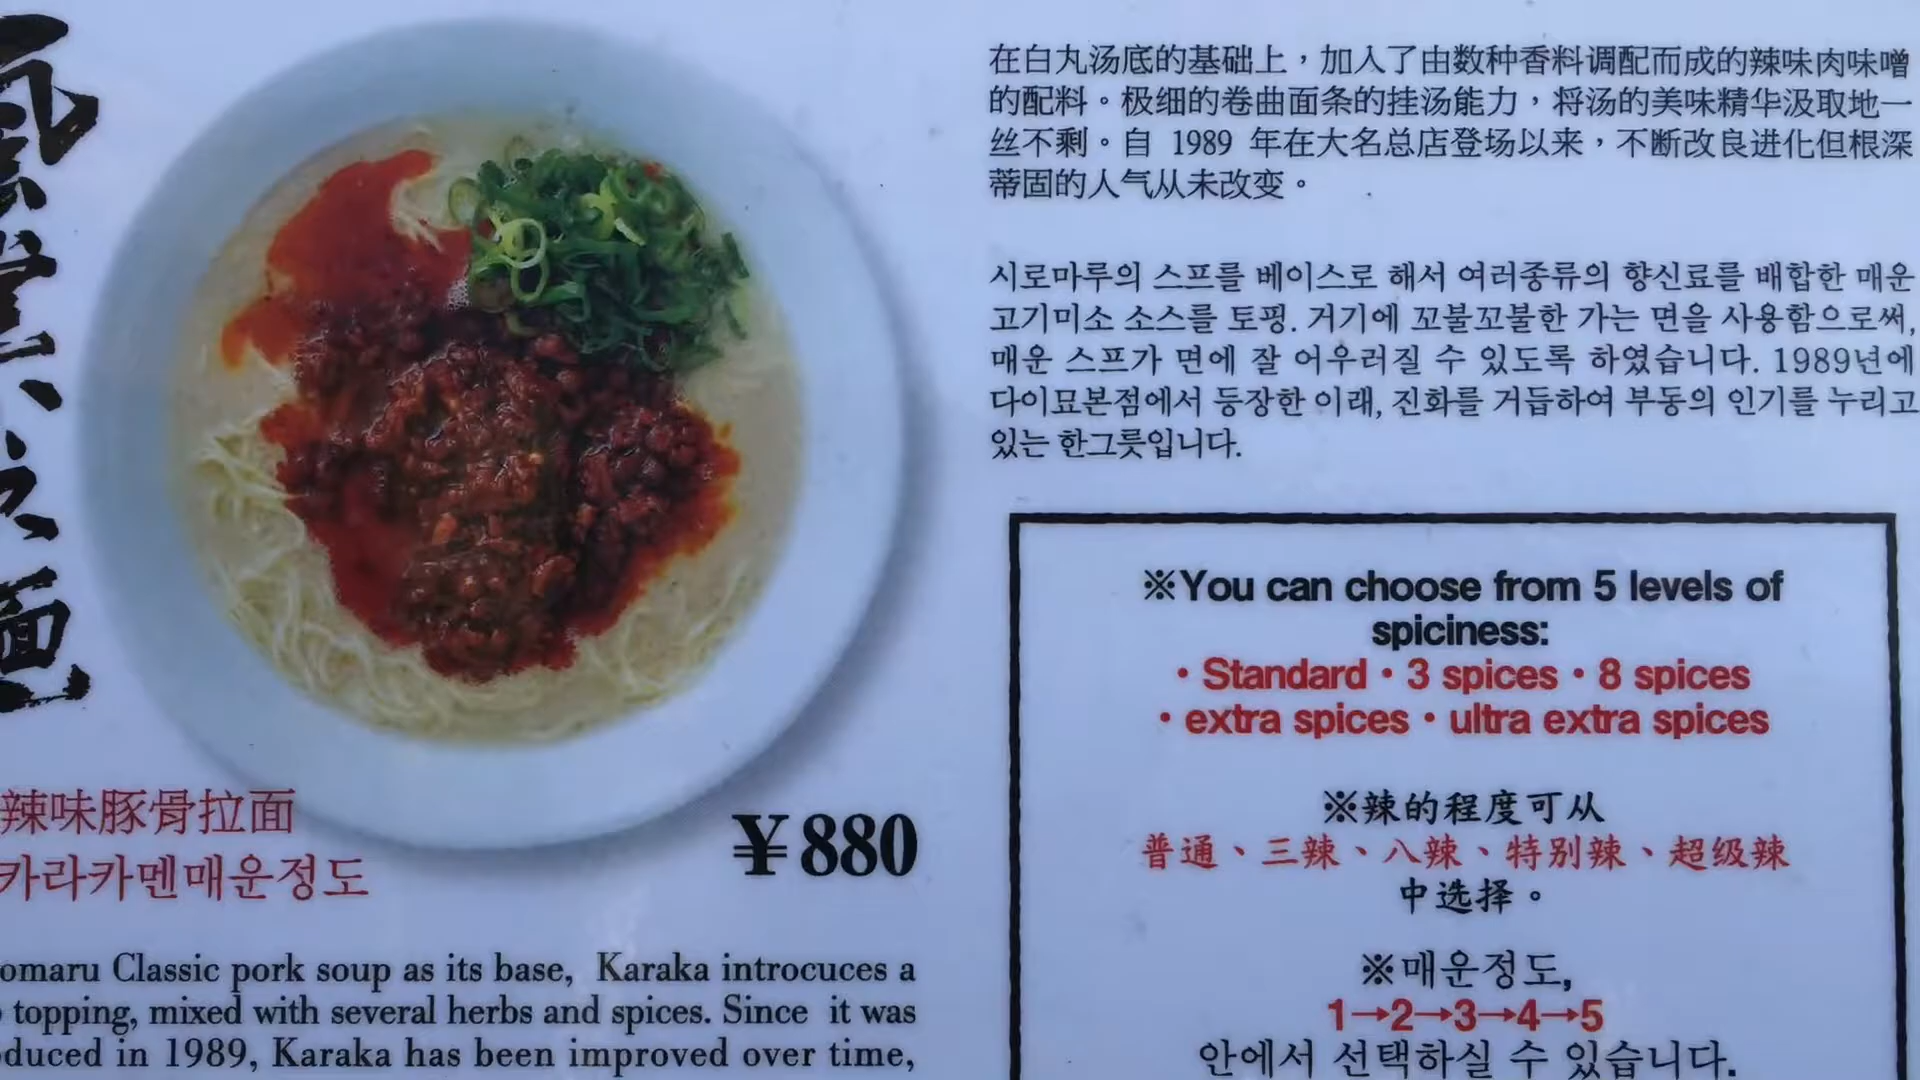 辣味豚骨拉面
카라카멘매운정도
¥880
omaru Classic pork soup as its base, Karaka introcuces a
topping, mixed with several herbs and spices. Since it was
duced in 1989, Karaka has been improved over time,
在白丸汤底的基础上，加入了由数种香料调配而成的辣味肉味噌
的配料。极细的卷曲面条的挂汤能力，将汤的美味精华汲取地一
丝不剩。自 1989 年在大名总店登场以来，不断改良进化但根深
蒂固的人气从未改变。
시로마루의 스프를 베이스로 해서 여러종류의 향신료를 배합한 매운
고기미소 소스를 토핑. 거기에 꼬불꼬불한 가는 면을 사용함으로써,
매운 스프가 면에 잘 어우러질 수 있도록 하였습니다. 1989년에
다이묘본점에서 등장한 이래, 진화를 거듭하여 부동의 인기를 누리고
있는 한그릇입니다.
※You can choose from 5 levels of
spiciness:
・Standard・3 spices・8 spices
・extra spices・ultra extra spices
※辣的程度可从
普通、三辣、八辣、特别辣、超级辣
中选择。
※매운정도,
1→2→3→4→5
안에서 선택하실 수 있습니다.